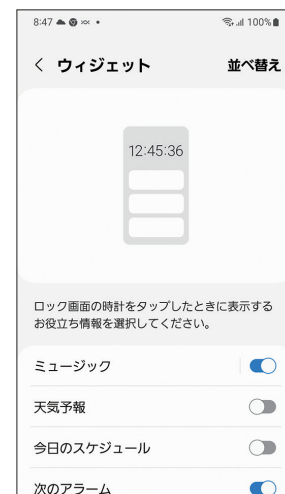 8:47
100%
ウィジェット
並べ替え
12:45:36
ロック画面の時計をタップしたときに表示する
お役立ち情報を選択してください。
ミュージック
天気予報
今日のスケジュール
次のアラーム